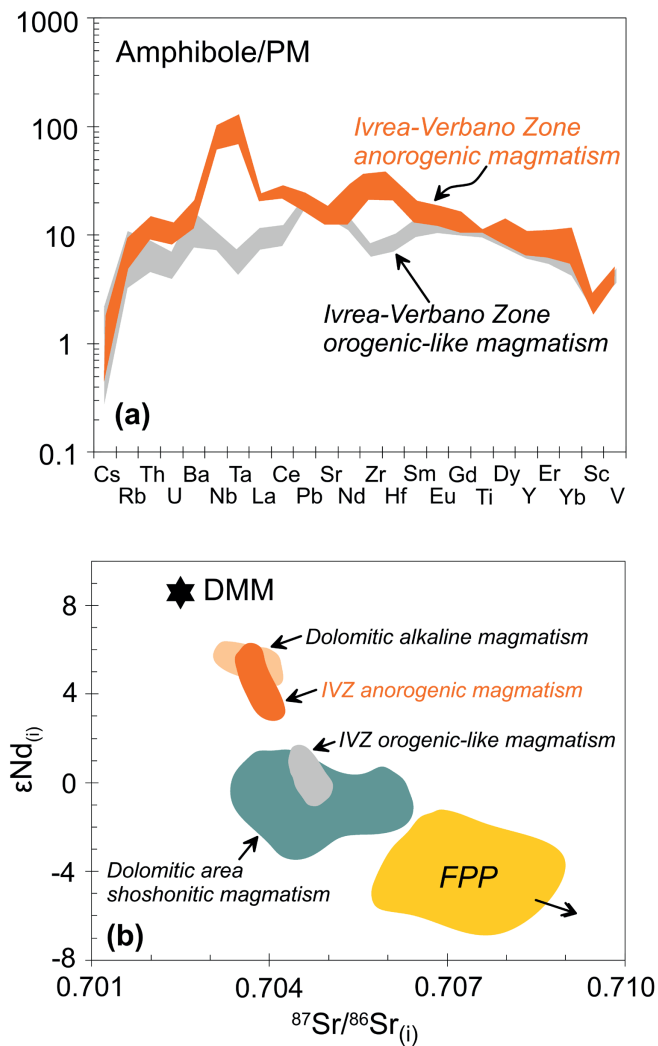 1000
Amphibole/PM
100
Ivrea-Verbano Zone
anorogenic magmatism
10
Ivrea-Verbano Zone
orogenic-like magmatism
1
(a)
0.1
Cs Th Ba Ta Ce Sr Zr Sm Gd Dy Er Sc
Rb U Nb La Pb Nd Hf Eu Ti Y Yb V
8
DMM
Dolomitic alkaline magmatism
4
IVZ anorogenic magmatism
IVZ orogenic-like magmatism
εNd(i)
0
Dolomitic area
shoshonitic magmatism
-4
FPP
(b)
-8
0.701 0.704 0.707 0.710
⁸⁷Sr/⁸⁶Sr(i)